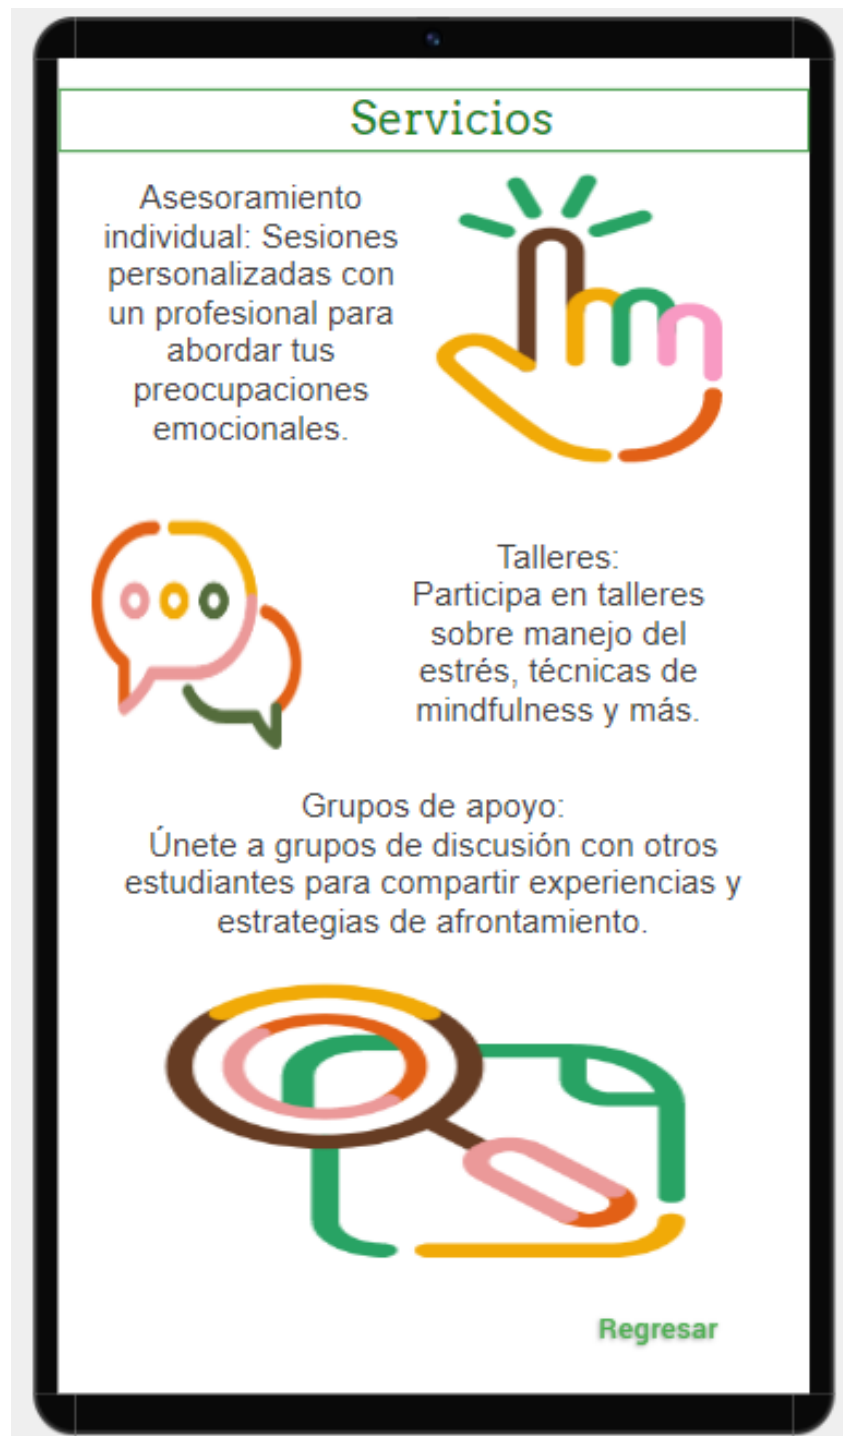 Servicios
Asesoramiento
individual: Sesiones
personalizadas con
un profesional para
abordar tus
preocupaciones
emocionales.
Talleres:
Participa en talleres
sobre manejo del
estrés, técnicas de
mindfulness y más.
Grupos de apoyo:
Únete a grupos de discusión con otros
estudiantes para compartir experiencias y
estrategias de afrontamiento.
Regresar